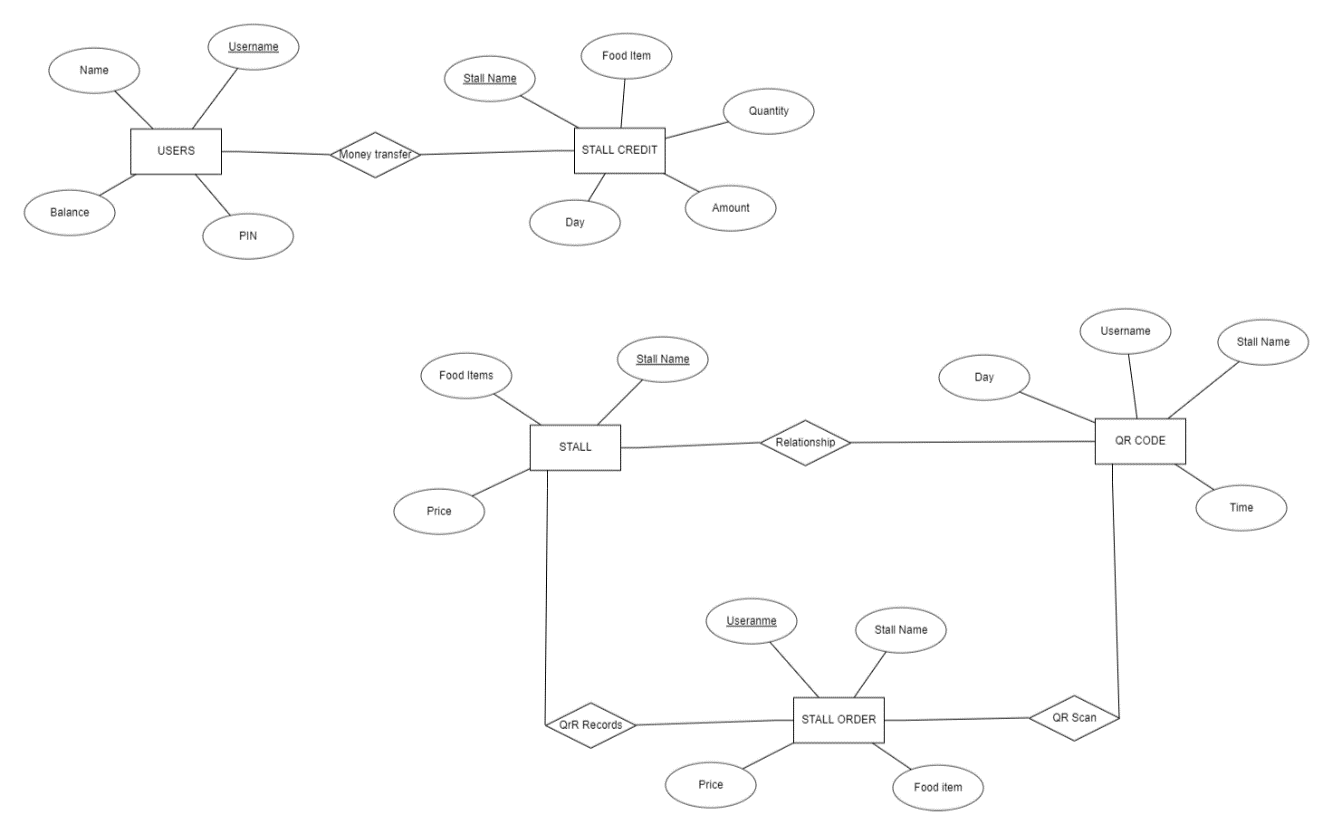 Username
Name
USERS
Money transfer
Balance
PIN
Food Item
Stall Name
Quantity
STALL CREDIT
Day
Amount
Food Items
Stall Name
STALL
Price
Relationship
Username
Stall Name
Day
QR CODE
Time
QrR Records
Useranme
Stall Name
STALL ORDER
QR Scan
Price
Food item